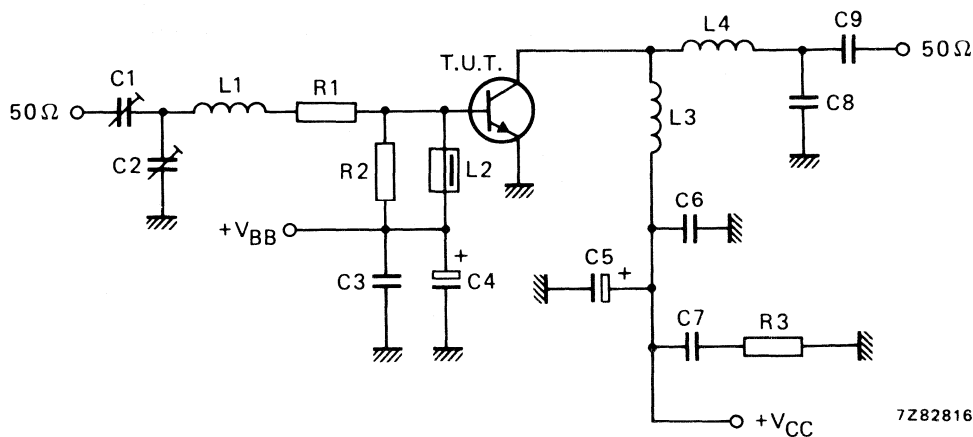 C9
L4
50Ω
T.U.T.
C1
L1
R1
50Ω
C8
L3
C2
R2
L2
C6
+VBB
C5
+
+
C3
C4
C7
R3
+VCC
7Z82816